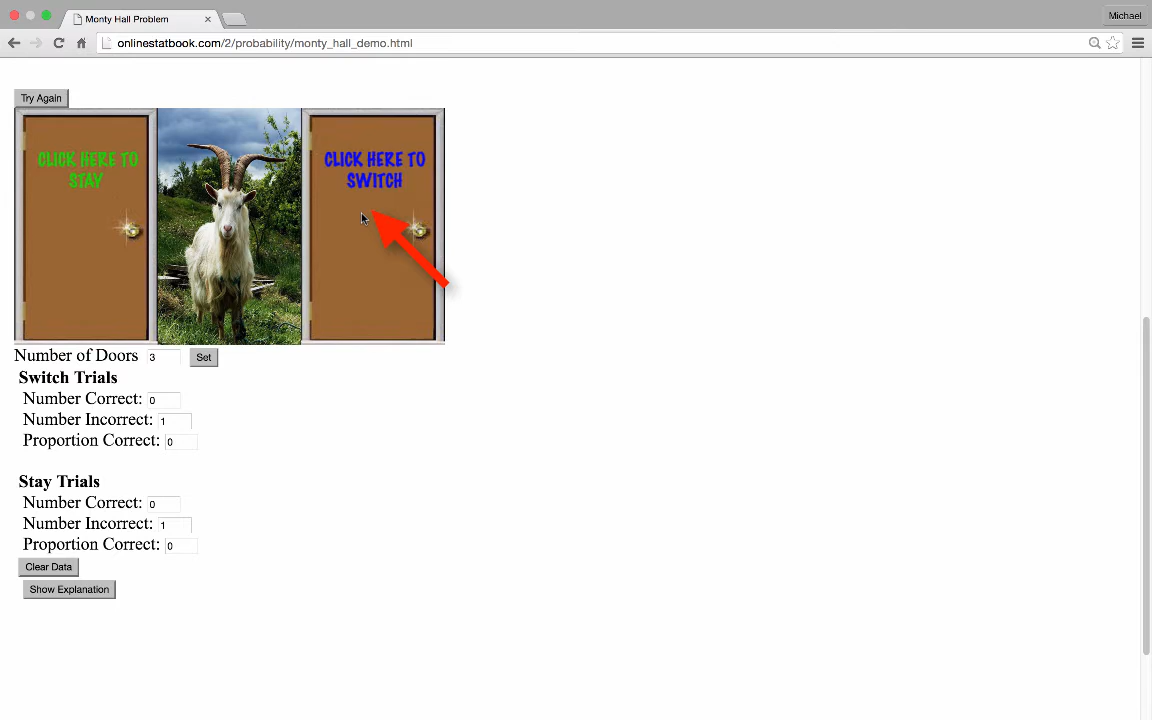 Monty Hall Problem
Michael
onlinestatbook.com/2/probability/monty_hall_demo.html
Try Again
CLICK HERE TO
STAY
CLICK HERE TO
SWITCH
Number of Doors 3 Set
Switch Trials
Number Correct: 0
Number Incorrect: 1
Proportion Correct: 0
Stay Trials
Number Correct: 0
Number Incorrect: 1
Proportion Correct: 0
Clear Data
Show Explanation